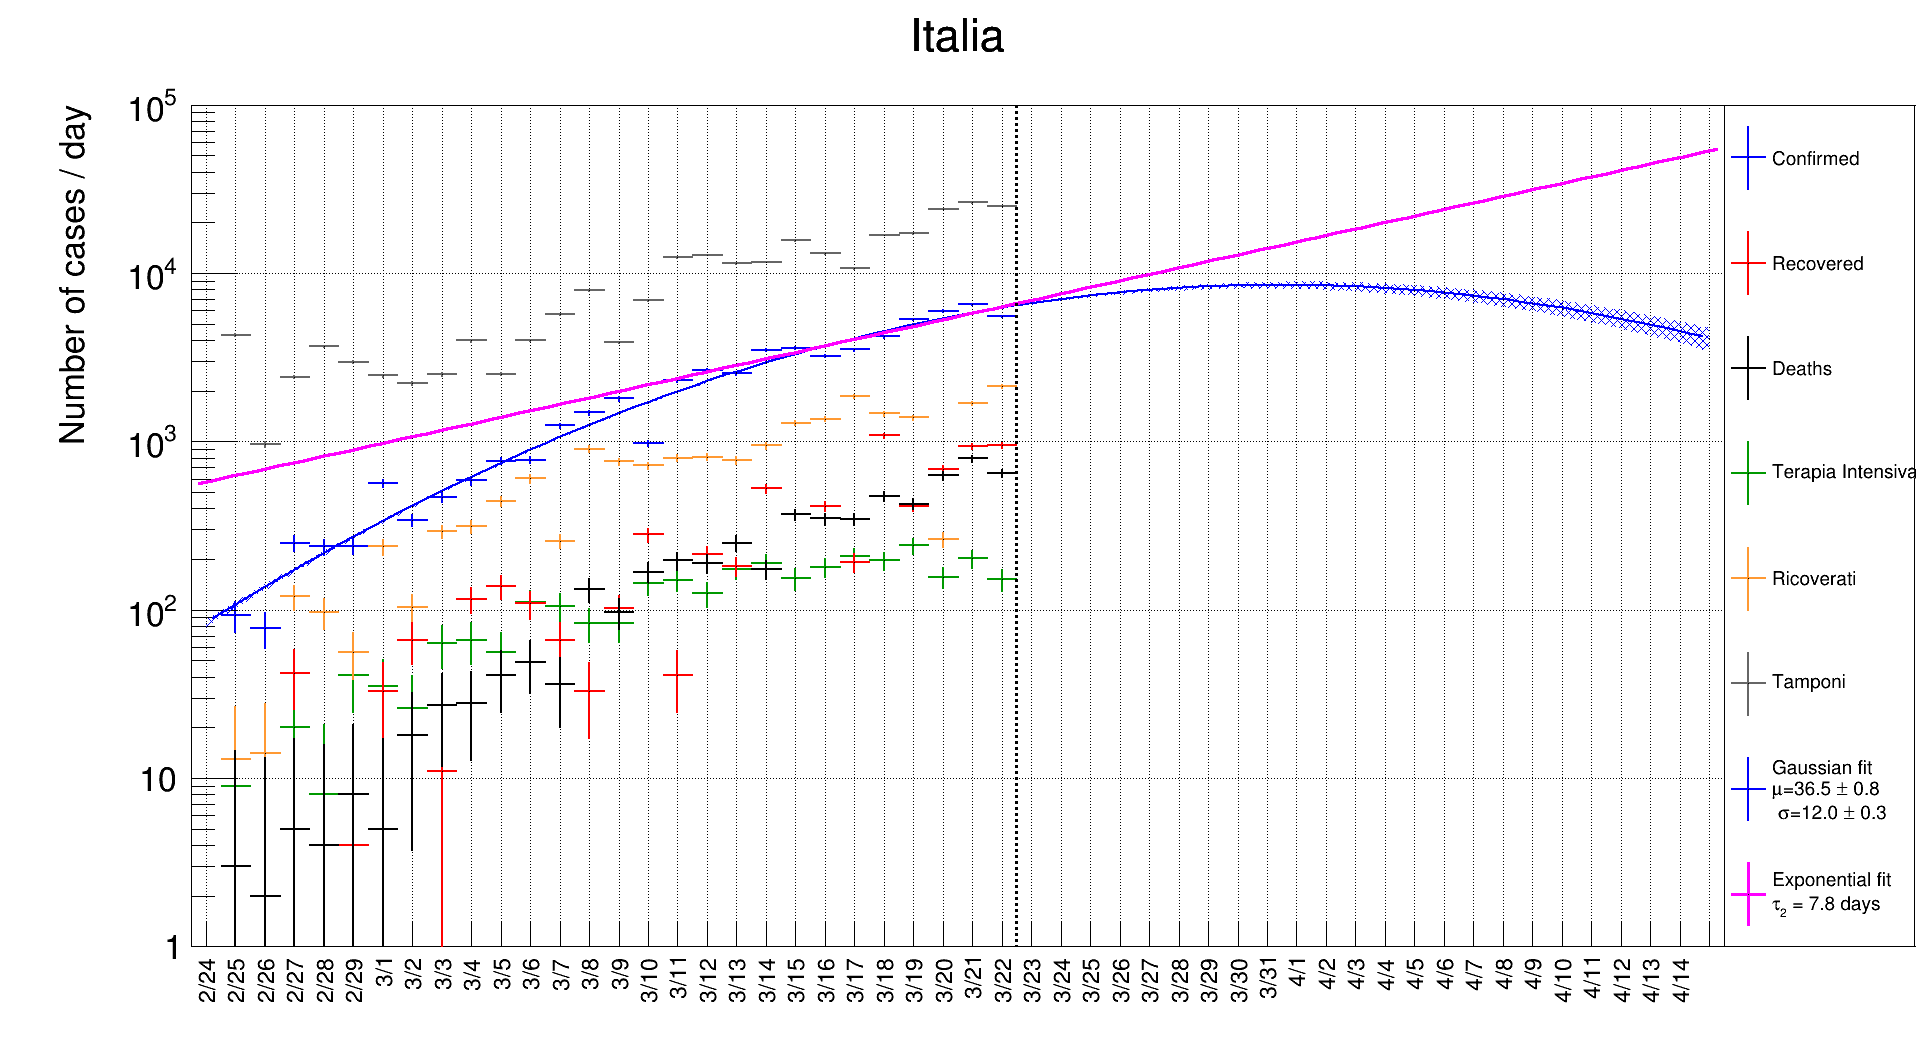 Italia
Number of cases / day
10^5
10^4
10^3
10^2
10
1
2/24 2/25 2/26 2/27 2/28 2/29 3/1 3/2 3/3 3/4 3/5 3/6 3/7 3/8 3/9 3/10 3/11 3/12 3/13 3/14 3/15 3/16 3/17 3/18 3/19 3/20 3/21 3/22 3/23 3/24 3/25 3/26 3/27 3/28 3/29 3/30 3/31 4/1 4/2 4/3 4/4 4/5 4/6 4/7 4/8 4/9 4/10 4/11 4/12 4/13 4/14
Confirmed
Recovered
Deaths
Terapia Intensiva
Ricoverati
Tamponi
Gaussian fit
μ=36.5 ± 0.8
σ=12.0 ± 0.3
Exponential fit
τ₂ = 7.8 days